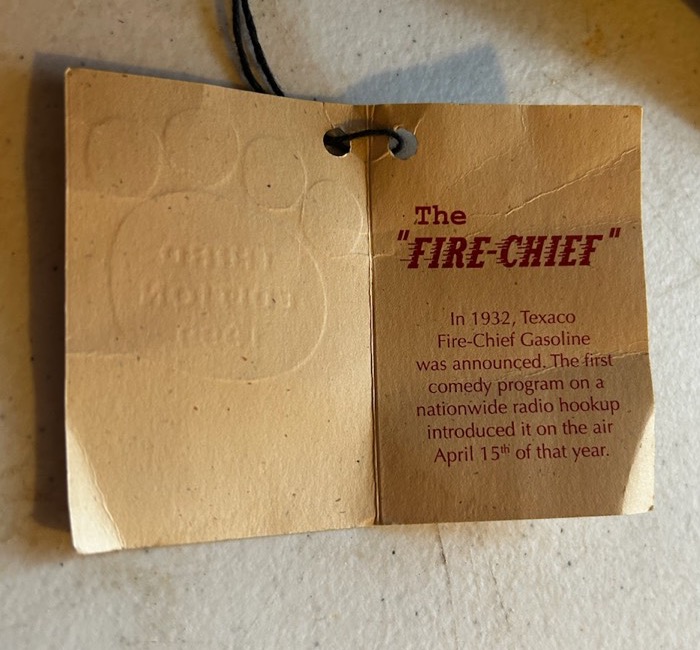 The
"FIRE-CHIEF"
In 1932, Texaco
Fire-Chief Gasoline
was announced. The first
comedy program on a
nationwide radio hookup
introduced it on the air
April 15th of that year.